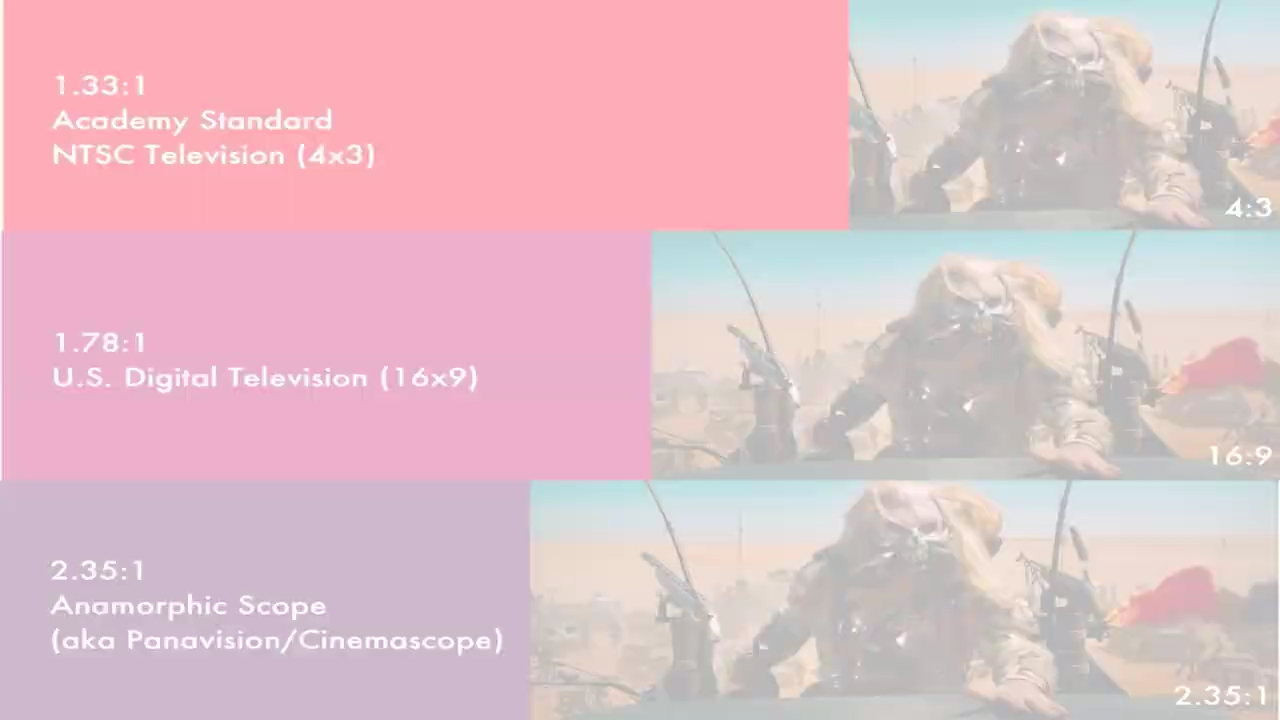 1.33:1
Academy Standard
NTSC Television (4x3)
4:3
1.78:1
U.S. Digital Television (16x9)
16:9
2.35:1
Anamorphic Scope
(aka Panavision/Cinemascope)
2.35:1